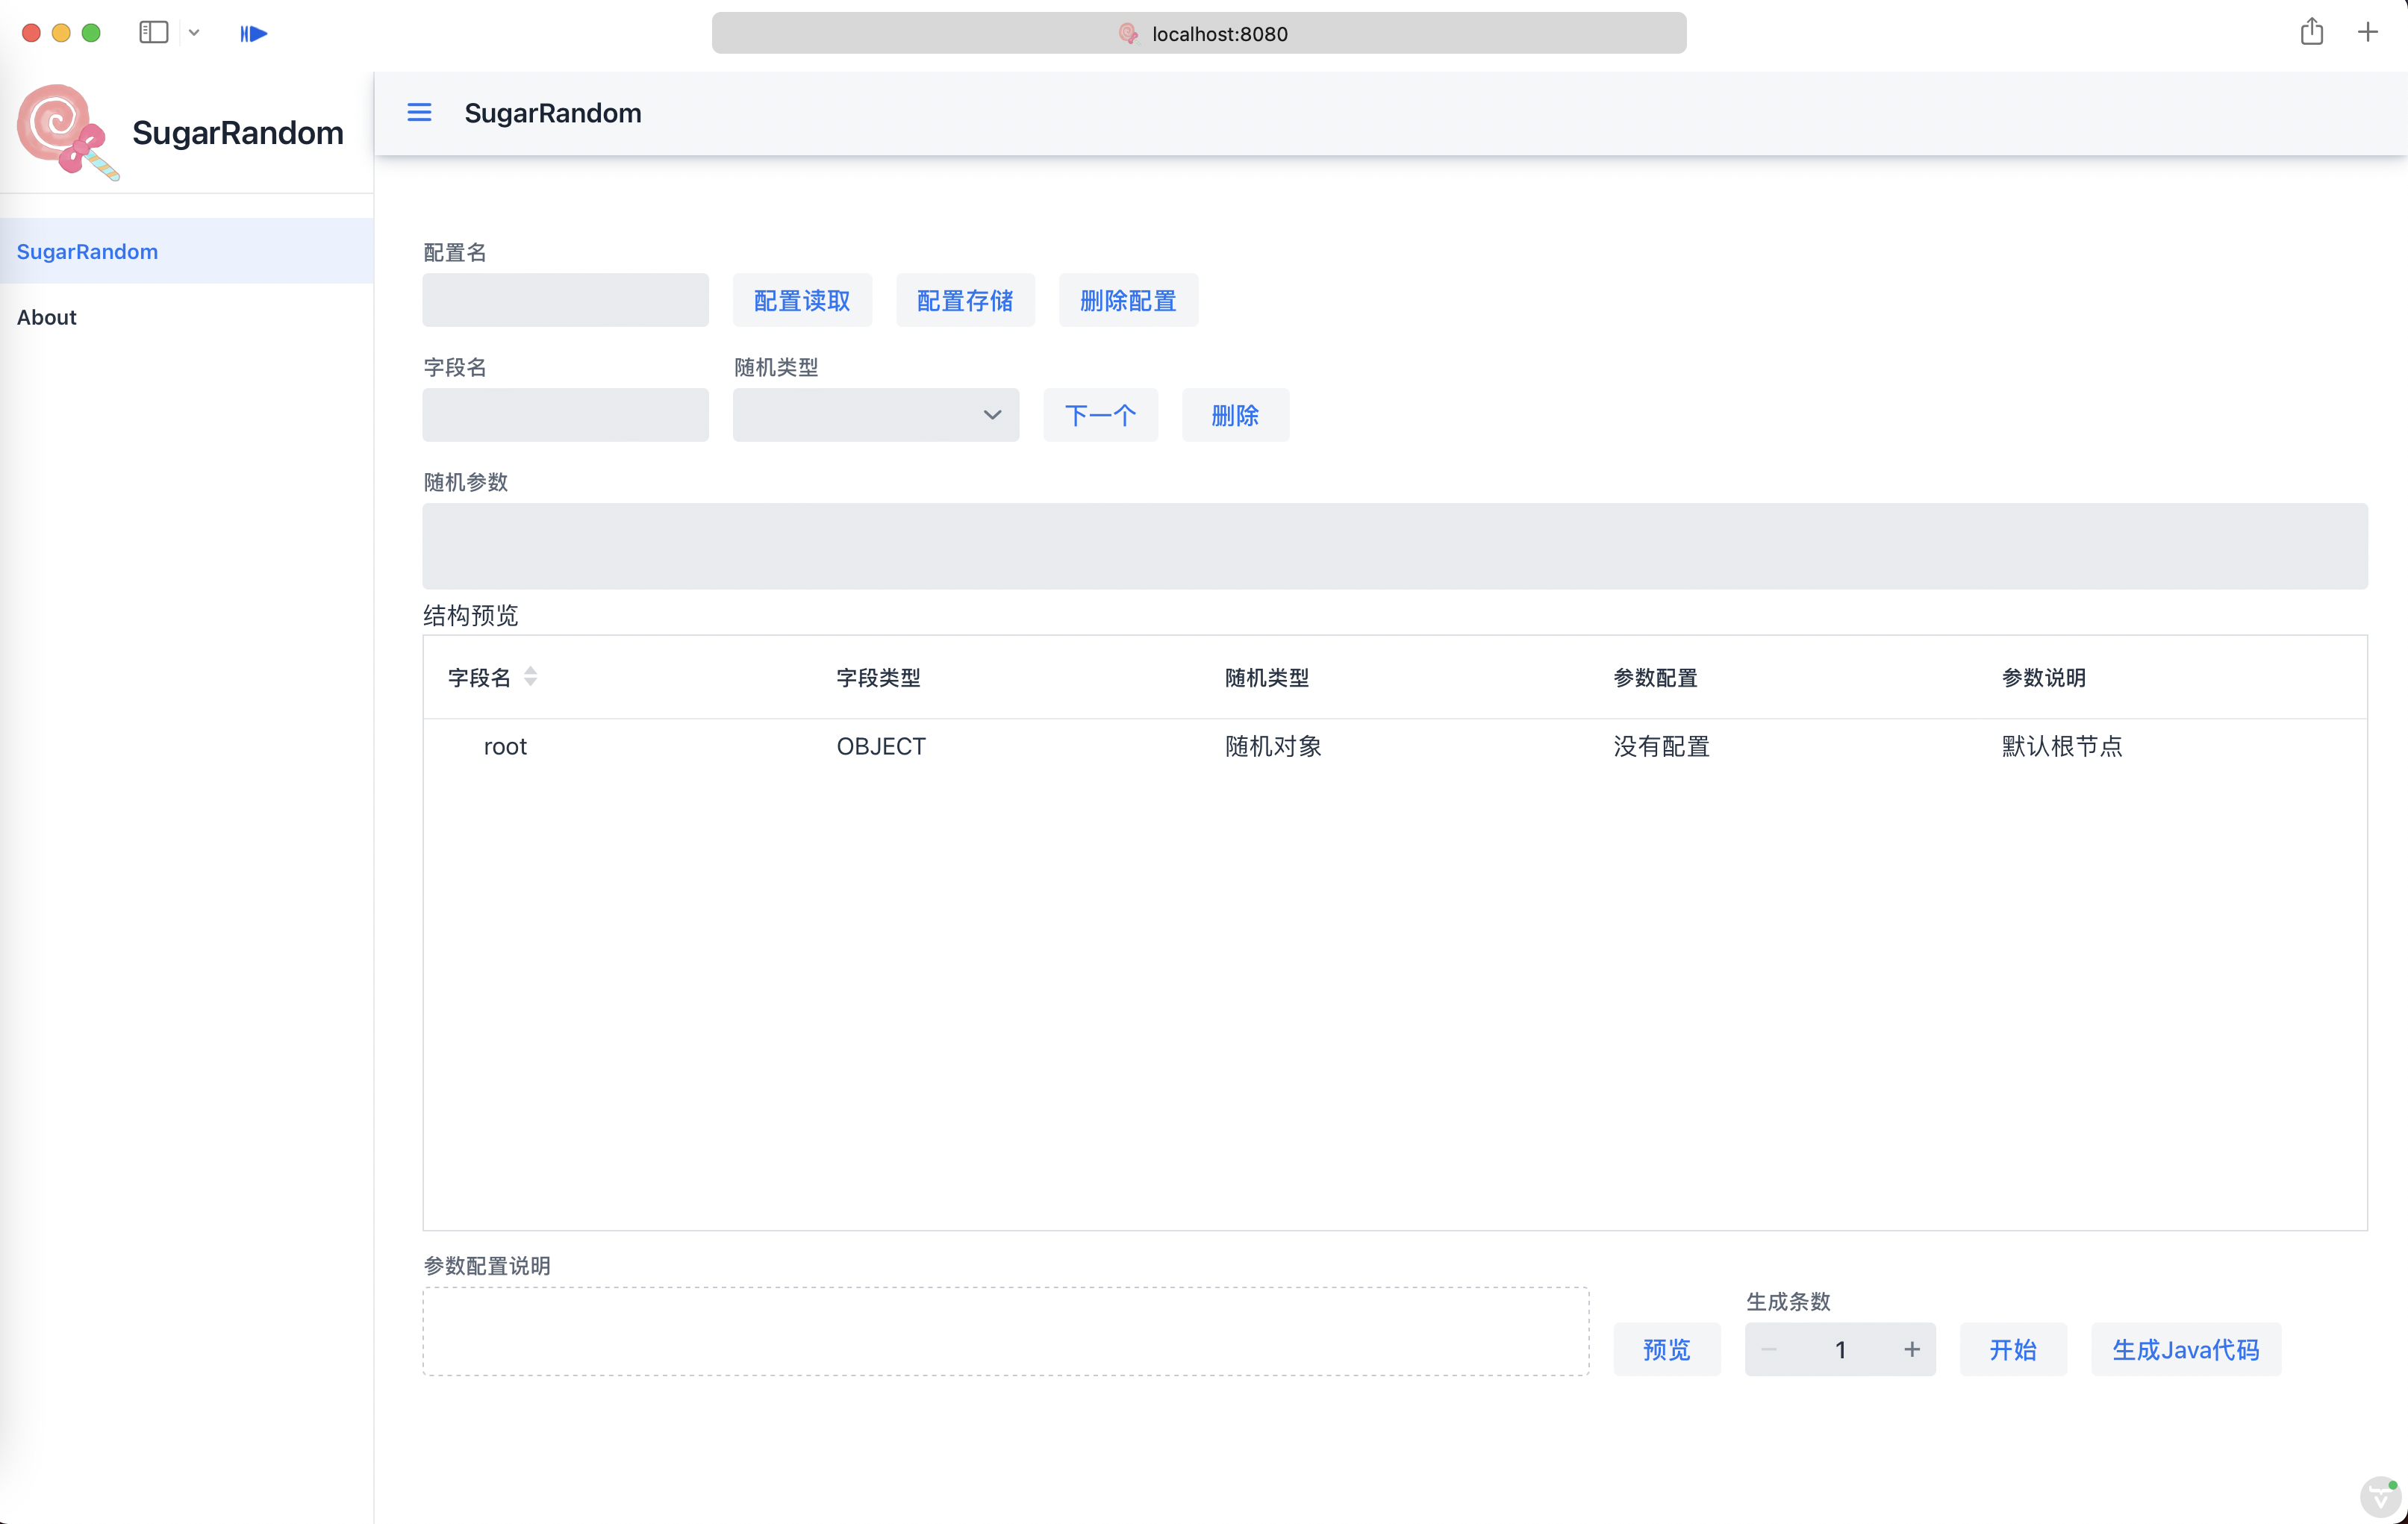 localhost:8080
SugarRandom
SugarRandom
SugarRandom
About
配置名
配置读取 配置存储 删除配置
字段名 随机类型
下一个 删除
随机参数
结构预览
字段名 字段类型 随机类型 参数配置 参数说明
root OBJECT 随机对象 没有配置 默认根节点
参数配置说明
生成条数
预览 − 1 + 开始 生成Java代码